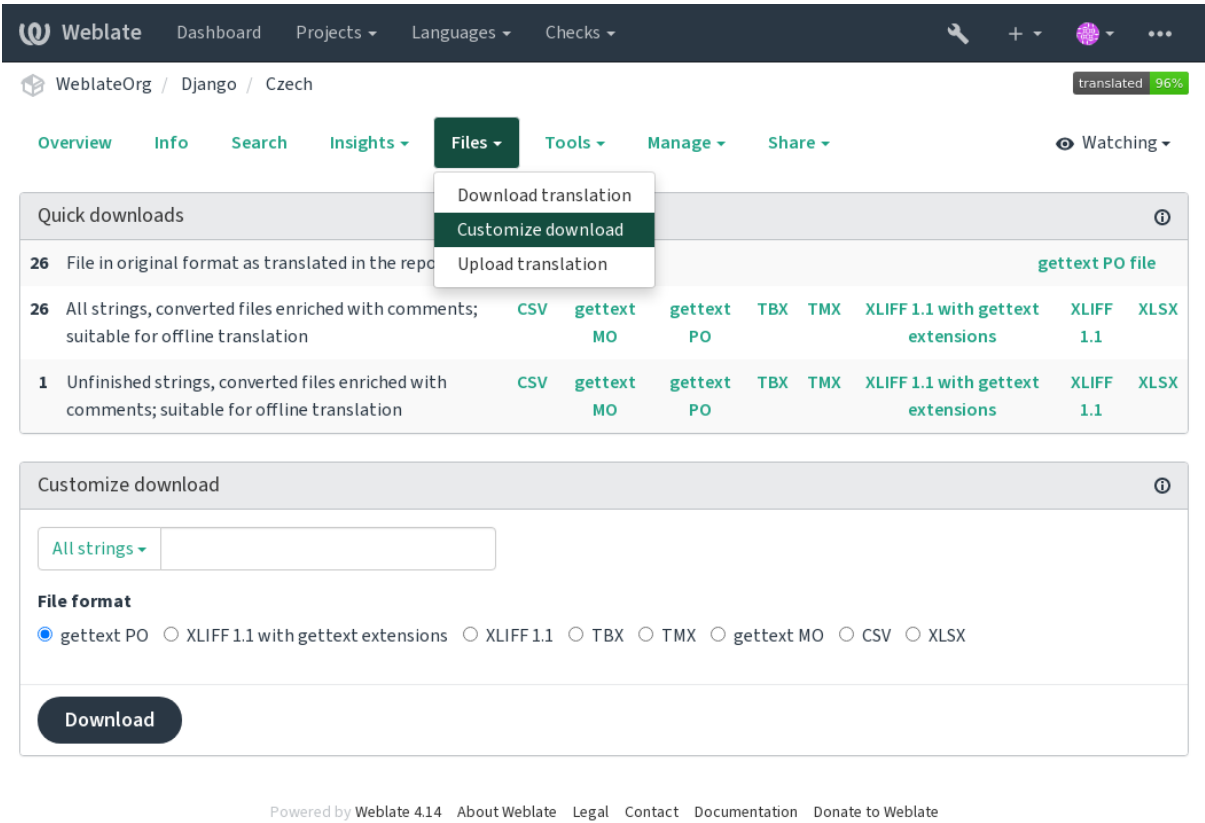 Weblate Dashboard Projects Languages Checks
WeblateOrg / Django / Czech translated 96%
Overview Info Search Insights Files Tools Manage Share Watching
Download translation
Customize download
Upload translation
Quick downloads
26 File in original format as translated in the repo gettext PO file
26 All strings, converted files enriched with comments; CSV gettext gettext TBX TMX XLIFF 1.1 with gettext XLIFF XLSX
suitable for offline translation MO PO extensions 1.1
1 Unfinished strings, converted files enriched with CSV gettext gettext TBX TMX XLIFF 1.1 with gettext XLIFF XLSX
comments; suitable for offline translation MO PO extensions 1.1
Customize download
All strings
File format
gettext PO XLIFF 1.1 with gettext extensions XLIFF 1.1 TBX TMX gettext MO CSV XLSX
Download
Powered by Weblate 4.14 About Weblate Legal Contact Documentation Donate to Weblate